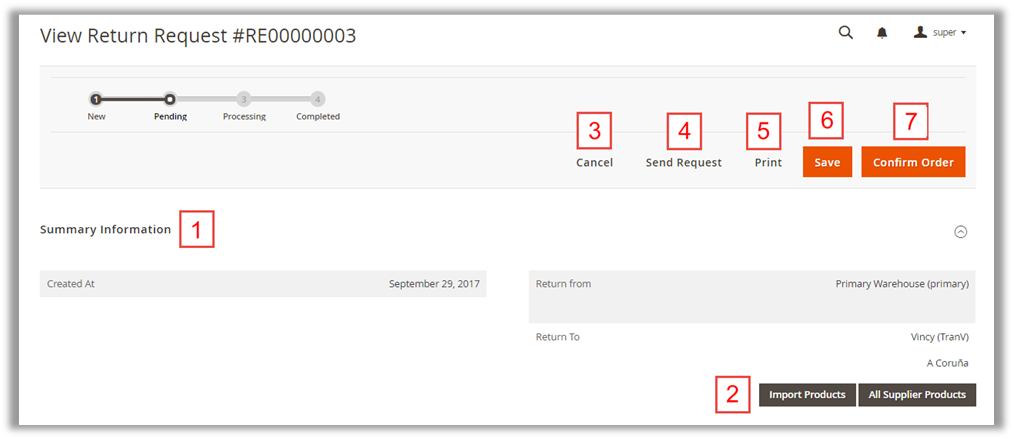 View Return Request #RE00000003
super
1
3
4
New
Pending
Processing
Completed
3
4
5
6
7
Cancel
Send Request
Print
Save
Confirm Order
Summary Information
1
Created At
September 29, 2017
Return from
Primary Warehouse (primary)
Return To
Vincy (TranV)
A Coruña
2
Import Products
All Supplier Products